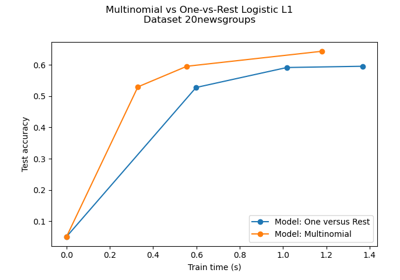 Multinomial vs One-vs-Rest Logistic L1
Dataset 20newsgroups
0.6
0.5
0.4
0.3
0.2
0.1
Test accuracy
Model: One versus Rest
Model: Multinomial
0.0 0.2 0.4 0.6 0.8 1.0 1.2 1.4
Train time (s)